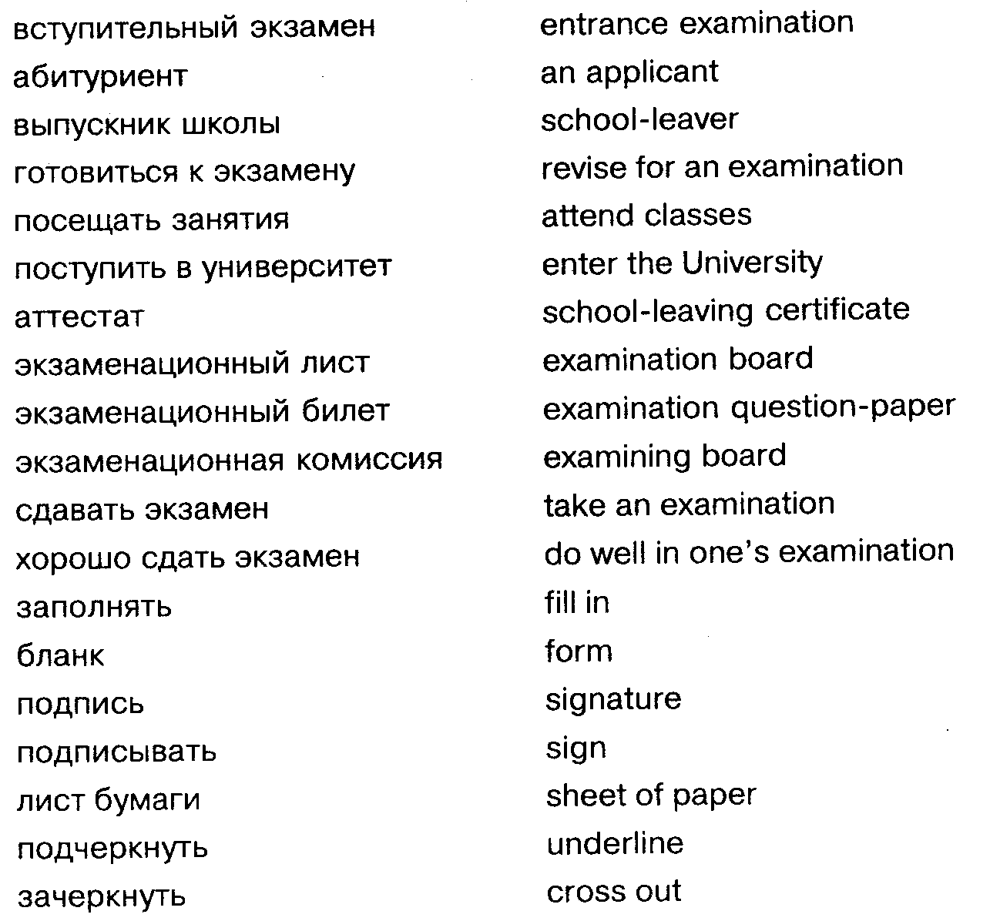 вступительный экзамен entrance examination
абитуриент an applicant
выпускник школы school-leaver
готовиться к экзамену revise for an examination
посещать занятия attend classes
поступить в университет enter the University
аттестат school-leaving certificate
экзаменационный лист examination board
экзаменационный билет examination question-paper
экзаменационная комиссия examining board
сдавать экзамен take an examination
хорошо сдать экзамен do well in one's examination
заполнять fill in
бланк form
подпись signature
подписывать sign
лист бумаги sheet of paper
подчеркнуть underline
зачеркнуть cross out